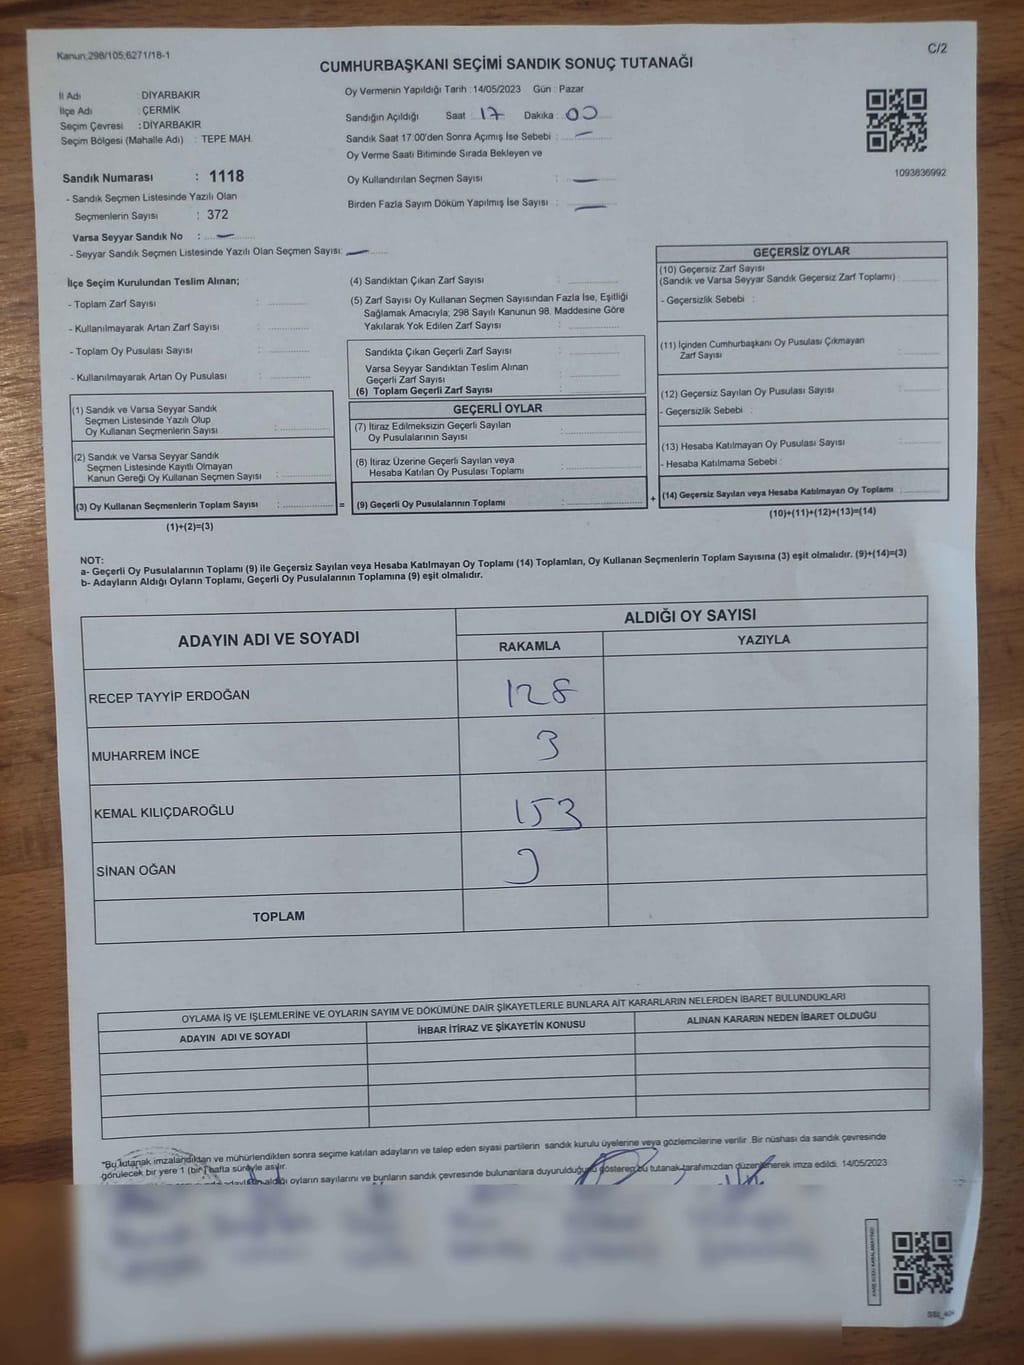 Kanun;298/105;6271/18-1
C/2
CUMHURBAŞKANI SEÇİMİ SANDIK SONUÇ TUTANAĞI
İl Adı : DİYARBAKIR
İlçe Adı : ÇERMİK
Seçim Çevresi : DİYARBAKIR
Seçim Bölgesi (Mahalle Adı) : TEPE MAH.
Oy Vermenin Yapıldığı Tarih : 14/05/2023 Gün : Pazar
Sandığın Açıldığı Saat : 17 Dakika : 00
Sandık Saat 17:00'den Sonra Açımış İse Sebebi : —
Oy Verme Saati Bitiminde Sırada Bekleyen ve
Oy Kullandırılan Seçmen Sayısı : —
Birden Fazla Sayım Döküm Yapılmış İse Sayısı : —
1093836992
Sandık Numarası : 1118
- Sandık Seçmen Listesinde Yazılı Olan
Seçmenlerin Sayısı : 372
Varsa Seyyar Sandık No : —
- Seyyar Sandık Seçmen Listesinde Yazılı Olan Seçmen Sayısı: —
İlçe Seçim Kurulundan Teslim Alınan;
- Toplam Zarf Sayısı :
- Kullanılmayarak Artan Zarf Sayısı :
- Toplam Oy Pusulası Sayısı :
- Kullanılmayarak Artan Oy Pusulası :
(1) Sandık ve Varsa Seyyar Sandık
Seçmen Listesinde Yazılı Olup
Oy Kullanan Seçmenlerin Sayısı :
(2) Sandık ve Varsa Seyyar Sandık
Seçmen Listesinde Kayıtlı Olmayan
Kanun Gereği Oy Kullanan Seçmen Sayısı :
(3) Oy Kullanan Seçmenlerin Toplam Sayısı :
(1)+(2)=(3)
(4) Sandıktan Çıkan Zarf Sayısı :
(5) Zarf Sayısı Oy Kullanan Seçmen Sayısından Fazla İse, Eşitliği
Sağlamak Amacıyla; 298 Sayılı Kanunun 98. Maddesine Göre
Yakılarak Yok Edilen Zarf Sayısı :
Sandıkta Çıkan Geçerli Zarf Sayısı :
Varsa Seyyar Sandıktan Teslim Alınan
Geçerli Zarf Sayısı :
(6) Toplam Geçerli Zarf Sayısı :
GEÇERLİ OYLAR
(7) İtiraz Edilmeksizin Geçerli Sayılan
Oy Pusulalarının Sayısı :
(8) İtiraz Üzerine Geçerli Sayılan veya
Hesaba Katılan Oy Pusulası Toplamı :
= (9) Geçerli Oy Pusulalarının Toplamı : +
GEÇERSİZ OYLAR
(10) Geçersiz Zarf Sayısı
(Sandık ve Varsa Seyyar Sandık Geçersiz Zarf Toplamı) :
- Geçersizlik Sebebi :
(11) İçinden Cumhurbaşkanı Oy Pusulası Çıkmayan
Zarf Sayısı :
(12) Geçersiz Sayılan Oy Pusulası Sayısı :
- Geçersizlik Sebebi :
(13) Hesaba Katılmayan Oy Pusulası Sayısı :
- Hesaba Katılmama Sebebi :
(14) Geçersiz Sayılan veya Hesaba Katılmayan Oy Toplamı :
(10)+(11)+(12)+(13)=(14)
NOT:
a- Geçerli Oy Pusulalarının Toplamı (9) ile Geçersiz Sayılan veya Hesaba Katılmayan Oy Toplamı (14) Toplamları, Oy Kullanan Seçmenlerin Toplam Sayısına (3) eşit olmalıdır. (9)+(14)=(3)
b- Adayların Aldığı Oyların Toplamı, Geçerli Oy Pusulalarının Toplamına (9) eşit olmalıdır.
ADAYIN ADI VE SOYADI ALDIĞI OY SAYISI
RAKAMLA YAZIYLA
RECEP TAYYİP ERDOĞAN 128
MUHARREM İNCE 3
KEMAL KILIÇDAROĞLU 153
SİNAN OĞAN
TOPLAM
OYLAMA İŞ VE İŞLEMLERİNE VE OYLARIN SAYIM VE DÖKÜMÜNE DAİR ŞİKAYETLERLE BUNLARA AİT KARARLARIN NELERDEN İBARET BULUNDUKLARI
ADAYIN ADI VE SOYADI İHBAR İTİRAZ VE ŞİKAYETİN KONUSU ALINAN KARARIN NEDEN İBARET OLDUĞU
"Bu tutanak imzalandıktan ve mühürlendikten sonra seçime katılan adayların ve talep eden siyasi partilerin sandık kurulu üyelerine veya gözlemcilerine verilir. Bir nüshası da sandık çevresinde
görülecek bir yere 1 (bir) hafta süreyle asılır.
aldığı oyların sayılarını ve bunların sandık çevresinde bulunanlara duyurulduğunu gösteren bu tutanak tarafımızdan düzenlenerek imza edildi. 14/05/2023